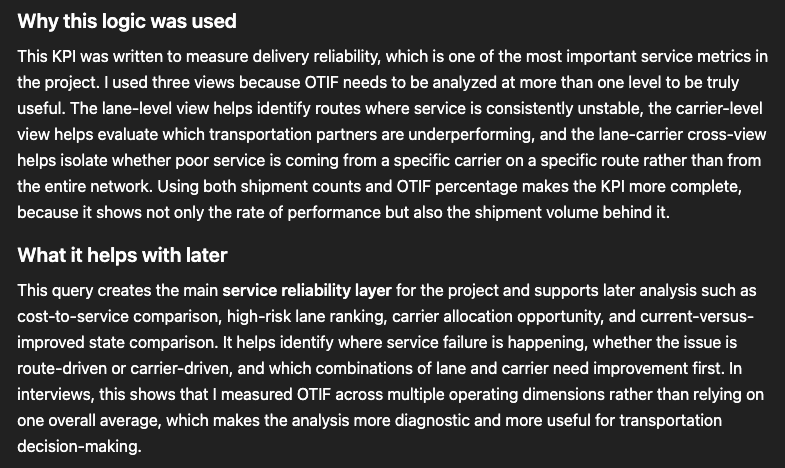 Why this logic was used
This KPI was written to measure delivery reliability, which is one of the most important service metrics in
the project. I used three views because OTIF needs to be analyzed at more than one level to be truly
useful. The lane-level view helps identify routes where service is consistently unstable, the carrier-level
view helps evaluate which transportation partners are underperforming, and the lane-carrier cross-view
helps isolate whether poor service is coming from a specific carrier on a specific route rather than from
the entire network. Using both shipment counts and OTIF percentage makes the KPI more complete,
because it shows not only the rate of performance but also the shipment volume behind it.
What it helps with later
This query creates the main service reliability layer for the project and supports later analysis such as
cost-to-service comparison, high-risk lane ranking, carrier allocation opportunity, and current-versus-
improved state comparison. It helps identify where service failure is happening, whether the issue is
route-driven or carrier-driven, and which combinations of lane and carrier need improvement first. In
interviews, this shows that I measured OTIF across multiple operating dimensions rather than relying on
one overall average, which makes the analysis more diagnostic and more useful for transportation
decision-making.